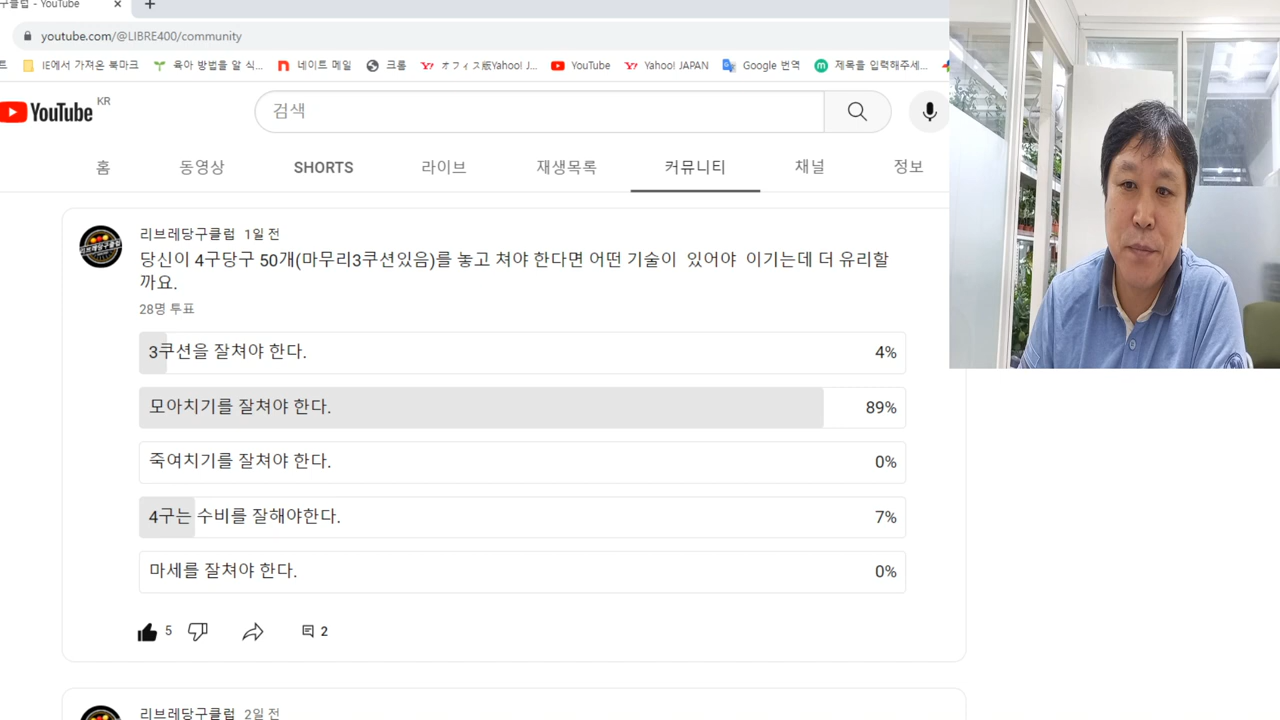 구클럽 - YouTube
youtube.com/@LIBRE400/community
트 IE에서 가져온 북마크 육아 방법을 알 식... 네이트 메일 크롬 オフィス版Yahoo! J... YouTube Yahoo! JAPAN Google 번역 제목을 입력해주세...
YouTube KR 검색
홈 동영상 SHORTS 라이브 재생목록 커뮤니티 채널 정보
리브레당구클럽 1일 전
당신이 4구당구 50개(마무리3쿠션있음)를 놓고 쳐야 한다면 어떤 기술이 있어야 이기는데 더 유리할
까요.
28명 투표
3쿠션을 잘쳐야 한다. 4%
모아치기를 잘쳐야 한다. 89%
죽여치기를 잘쳐야 한다. 0%
4구는 수비를 잘해야한다. 7%
마세를 잘쳐야 한다. 0%
5 2
리브레당구클럽 2일 전